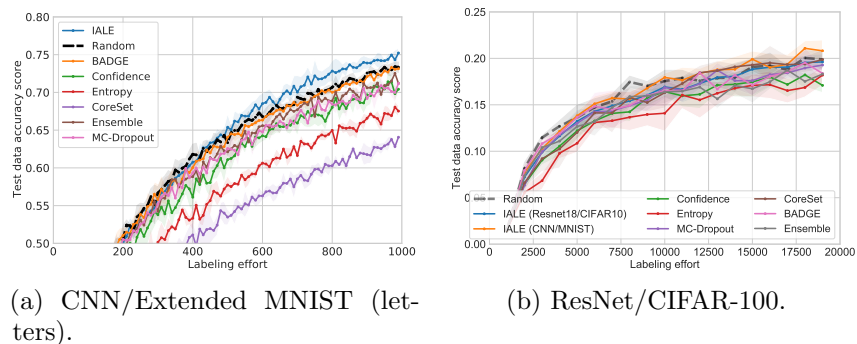 0.80
0.75
0.70
0.65
0.60
0.55
0.50
Test data accuracy score
IALE
Random
BADGE
Confidence
Entropy
CoreSet
Ensemble
MC-Dropout
0
200
400
600
800
1000
Labeling effort
(a) CNN/Extended MNIST (let-
ters).
0.25
0.20
0.15
0.10
0.00
Test data accuracy score
Random
IALE (Resnet18/CIFAR10)
IALE (CNN/MNIST)
Confidence
Entropy
MC-Dropout
CoreSet
BADGE
Ensemble
0
2500
5000
7500
10000
12500
15000
17500
20000
Labeling effort
(b) ResNet/CIFAR-100.